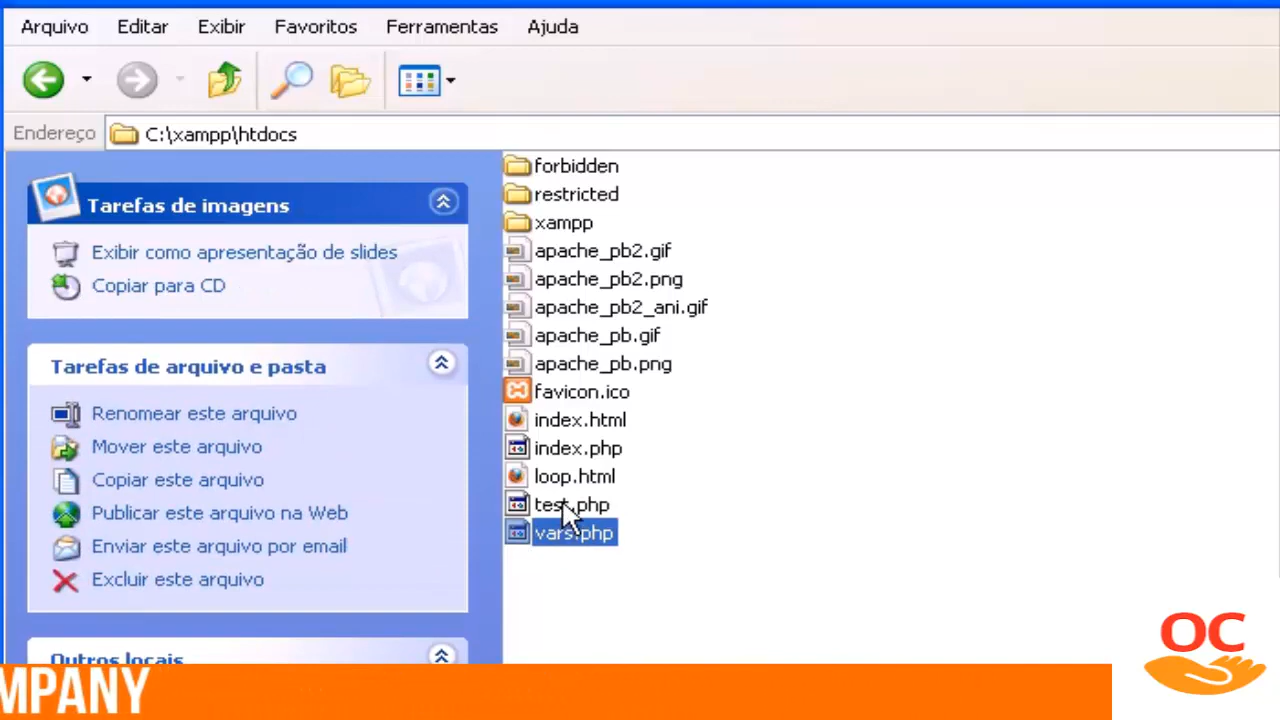 Arquivo Editar Exibir Favoritos Ferramentas Ajuda
Endereço C:\xampp\htdocs
Tarefas de imagens
Exibir como apresentação de slides
Copiar para CD
Tarefas de arquivo e pasta
Renomear este arquivo
Mover este arquivo
Copiar este arquivo
Publicar este arquivo na Web
Enviar este arquivo por email
Excluir este arquivo
Outros locais
forbidden
restricted
xampp
apache_pb2.gif
apache_pb2.png
apache_pb2_ani.gif
apache_pb.gif
apache_pb.png
favicon.ico
index.html
index.php
loop.html
test.php
vars.php
MPANY
OC